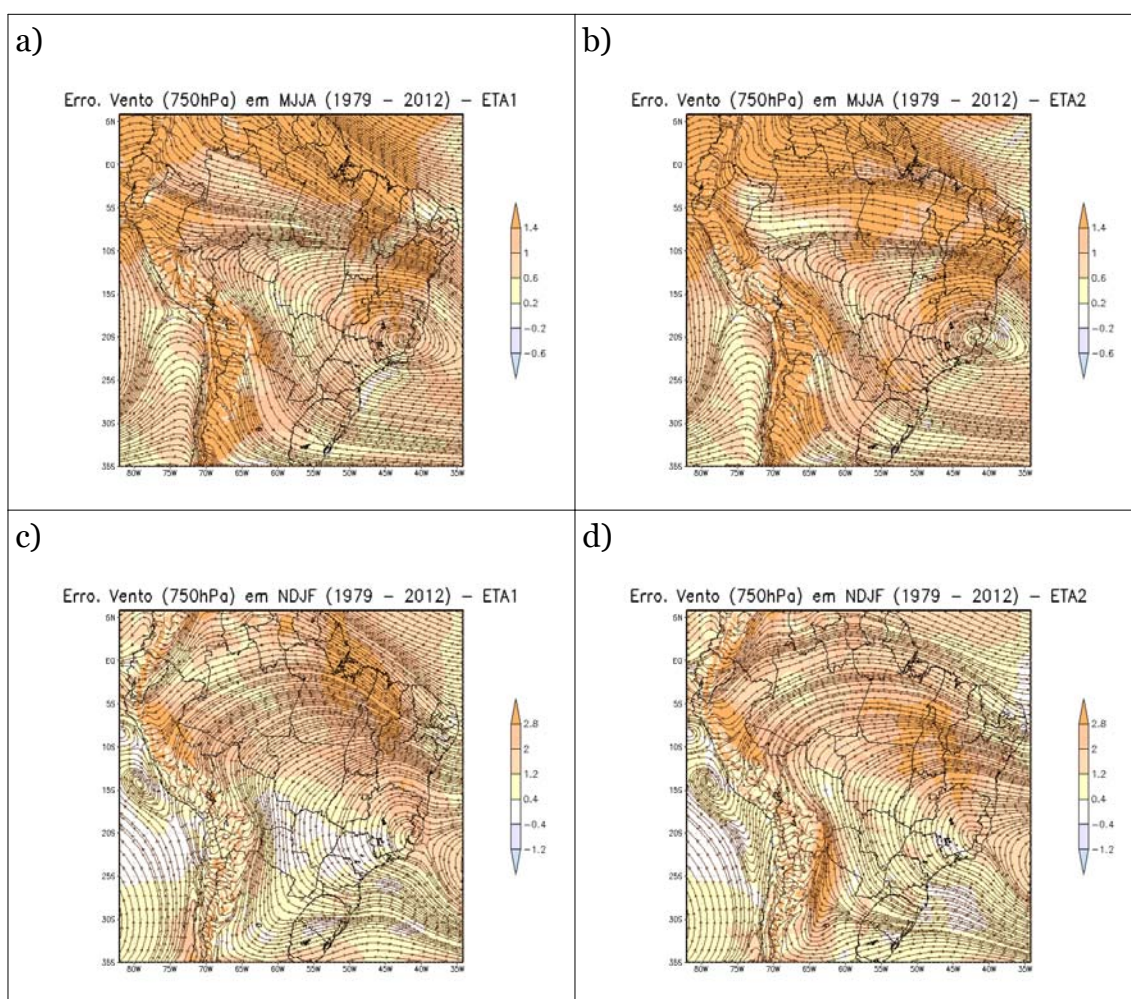 a)
Erro. Vento (750hPa) em MJJA (1979 – 2012) – ETA1
5N
EQ
5S
10S
15S
20S
25S
30S
35S
80W 75W 70W 65W 60W 55W 50W 45W 40W 35W
1.4
1
0.6
0.2
−0.2
−0.6
b)
Erro. Vento (750hPa) em MJJA (1979 – 2012) – ETA2
5N
EQ
5S
10S
15S
20S
25S
30S
35S
80W 75W 70W 65W 60W 55W 50W 45W 40W 35W
1.4
1
0.6
0.2
−0.2
−0.6
c)
Erro. Vento (750hPa) em NDJF (1979 – 2012) – ETA1
5N
EQ
5S
10S
15S
20S
25S
30S
35S
80W 75W 70W 65W 60W 55W 50W 45W 40W 35W
2.8
2
1.2
0.4
−0.4
−1.2
d)
Erro. Vento (750hPa) em NDJF (1979 – 2012) – ETA2
5N
EQ
5S
10S
15S
20S
25S
30S
35S
80W 75W 70W 65W 60W 55W 50W 45W 40W 35W
2.8
2
1.2
0.4
−0.4
−1.2